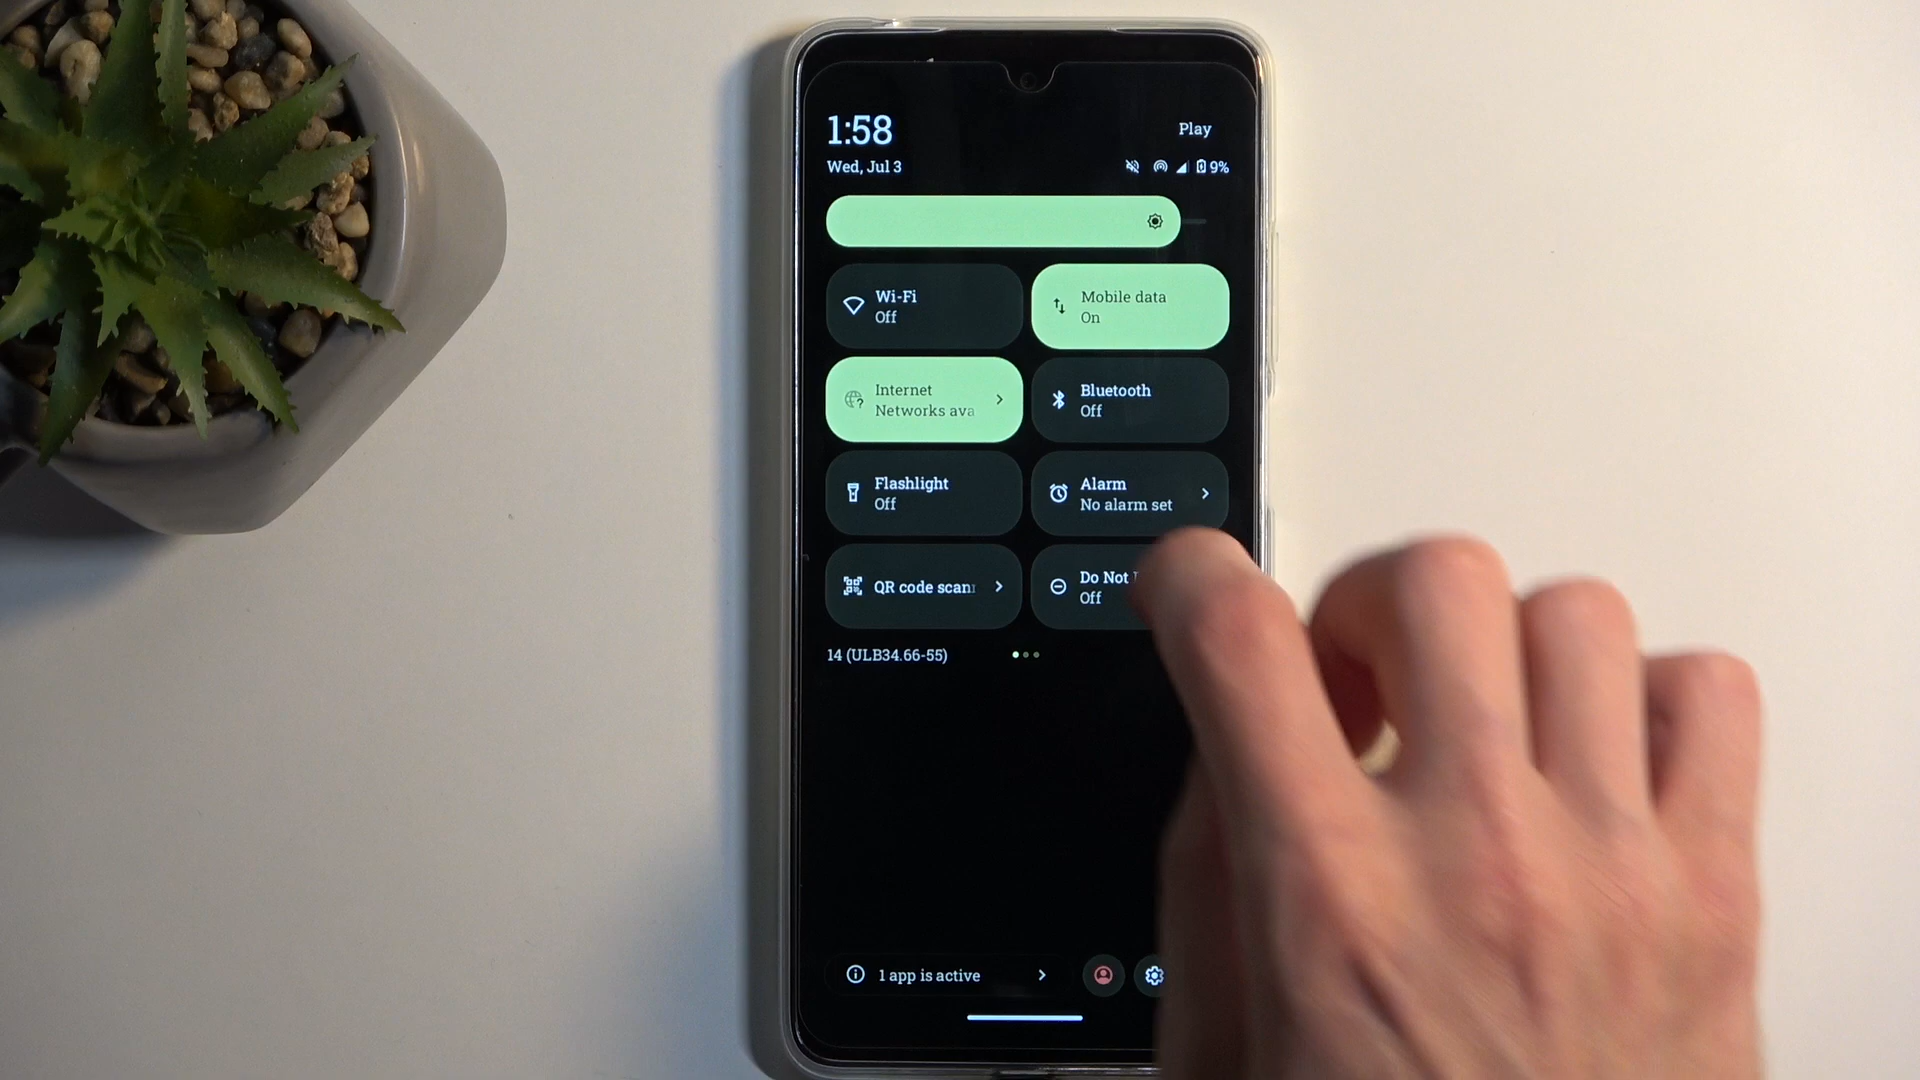 1:58
Play
Wed, Jul 3
9%
Wi-Fi
Off
Mobile data
On
Internet
Networks ava
Bluetooth
Off
Flashlight
Off
Alarm
No alarm set
QR code scan
Do Not
Off
14 (ULB34.66-55)
1 app is active